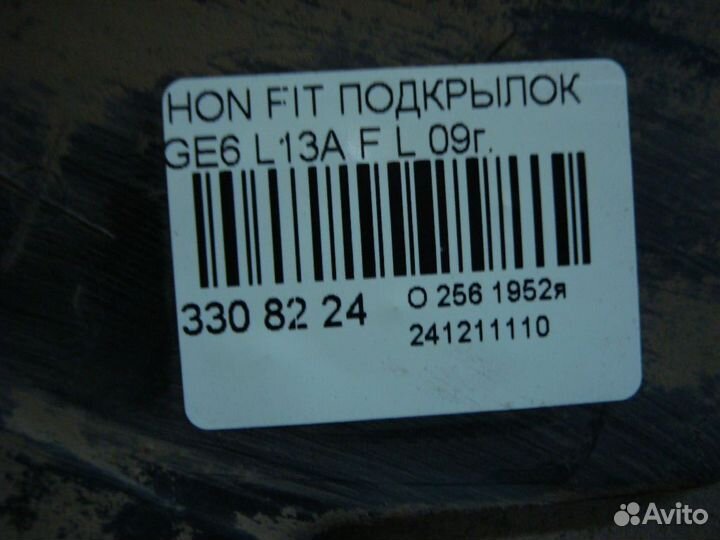 HON FIT ПОДКРЫЛОК
GE6 L13A F L 09г.
330 82 24
О 256 1952я
241211110
Avito